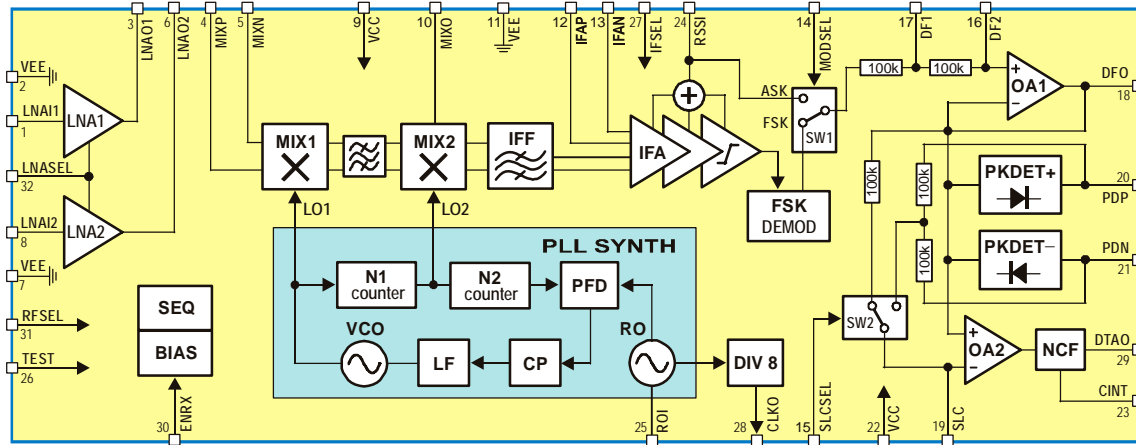 3 LNAO1
6 LNAO2
4 MIXP
5 MIXN
9 VCC
10 MIXO
11 VEE
12 IFAP
13 IFAN
27 IFSEL
24 RSSI
14 MODSEL
17 DF1
16 DF2
VEE
2
LNAI1
1
LNA1
LNASEL
32
LNAI2
8
LNA2
VEE
7
RFSEL
31
TEST
26
SEQ
BIAS
30 ENRX
MIX1
MIX2
IFF
IFA
+
ASK
FSK
SW1
FSK
DEMOD
LO1
LO2
PLL SYNTH
N1
counter
N2
counter
PFD
VCO
LF
CP
RO
DIV 8
25 ROI
28 CLKO
15 SLCSEL
22 VCC
19 SLC
100k
100k
+
−
OA1
DFO
18
100k
100k
100k
PKDET+
20
PDP
PKDET−
PDN
21
SW2
+
−
OA2
NCF
DTAO
29
CINT
23